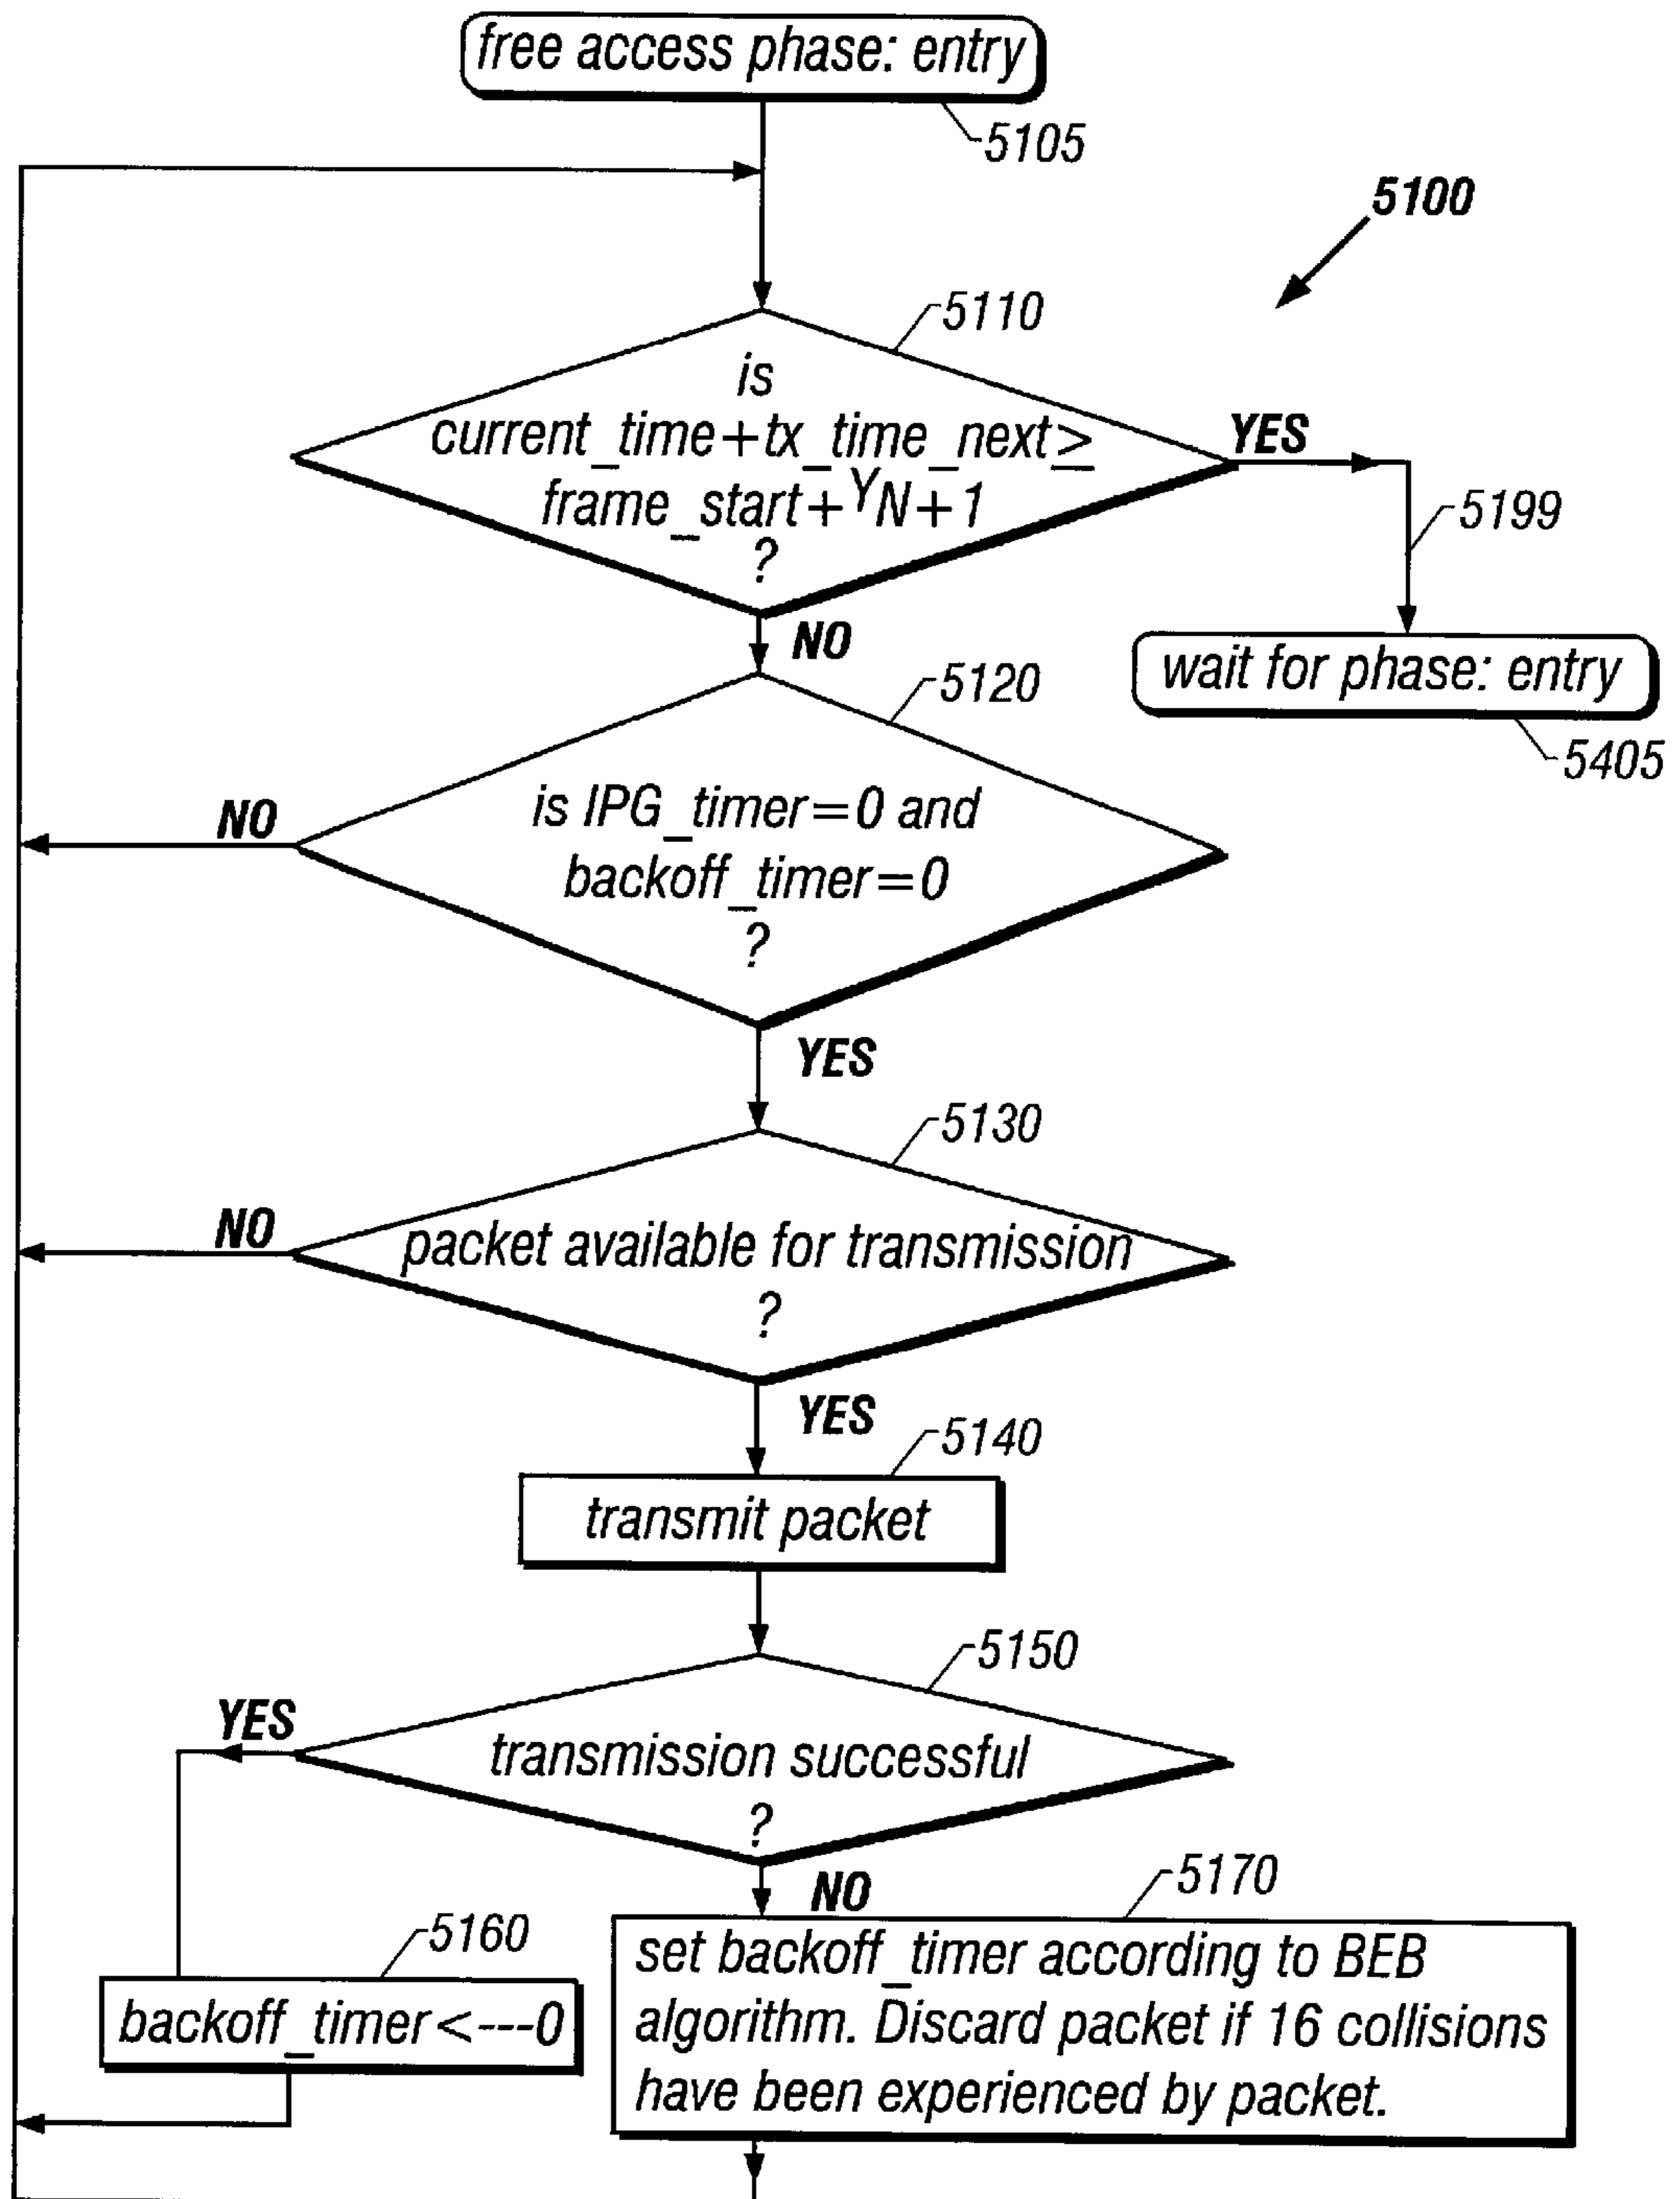 free access phase: entry
5105
5100
5110
is
current_time+tx_time_next≥
frame_start+YN+1
?
YES
5199
NO
wait for phase: entry
5405
5120
is IPG_timer=0 and
backoff_timer=0
?
NO
YES
5130
packet available for transmission
?
NO
YES
5140
transmit packet
5150
transmission successful
?
YES
NO
5160
backoff_timer<---0
5170
set backoff_timer according to BEB
algorithm. Discard packet if 16 collisions
have been experienced by packet.